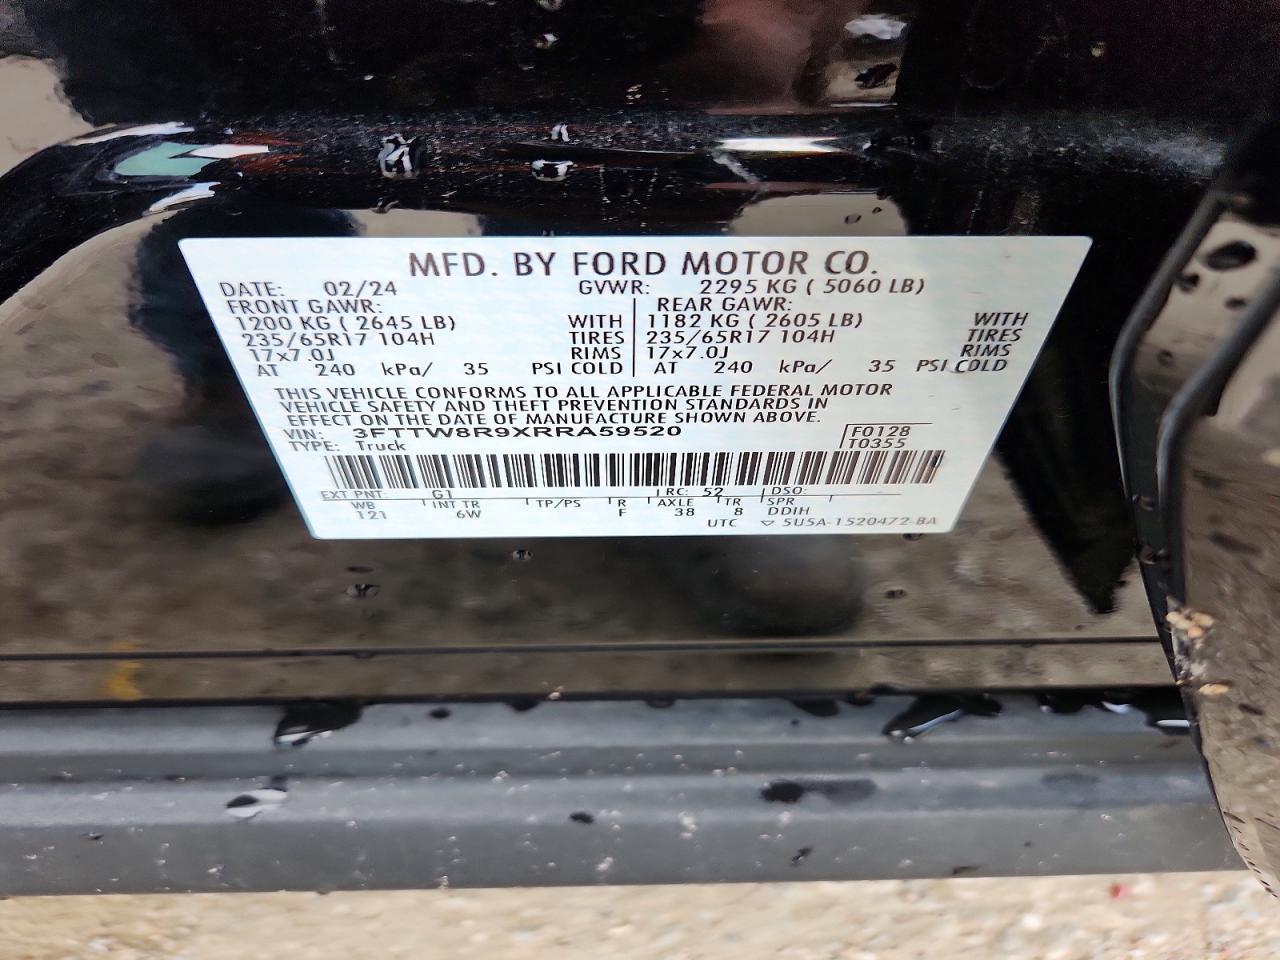 MFD. BY FORD MOTOR CO.
DATE: 02/24 GVWR: 2295 KG ( 5060 LB)
FRONT GAWR: REAR GAWR:
1200 KG ( 2645 LB) WITH 1182 KG ( 2605 LB) WITH
235/65R17 104H TIRES 235/65R17 104H TIRES
17x7.0J RIMS 17x7.0J RIMS
AT 240 kPa/ 35 PSI COLD AT 240 kPa/ 35 PSI COLD
THIS VEHICLE CONFORMS TO ALL APPLICABLE FEDERAL MOTOR
VEHICLE SAFETY AND THEFT PREVENTION STANDARDS IN
EFFECT ON THE DATE OF MANUFACTURE SHOWN ABOVE.
VIN: 3FTTW8R9XRRA59520 F0128
TYPE: Truck T0355
EXT PNT: G1 RC: 52 DSO:
WB INT TR TP/PS R AXLE TR SPR
121 6W F 38 8 DDIH
UTC ▽ 5U5A-1520472-BA